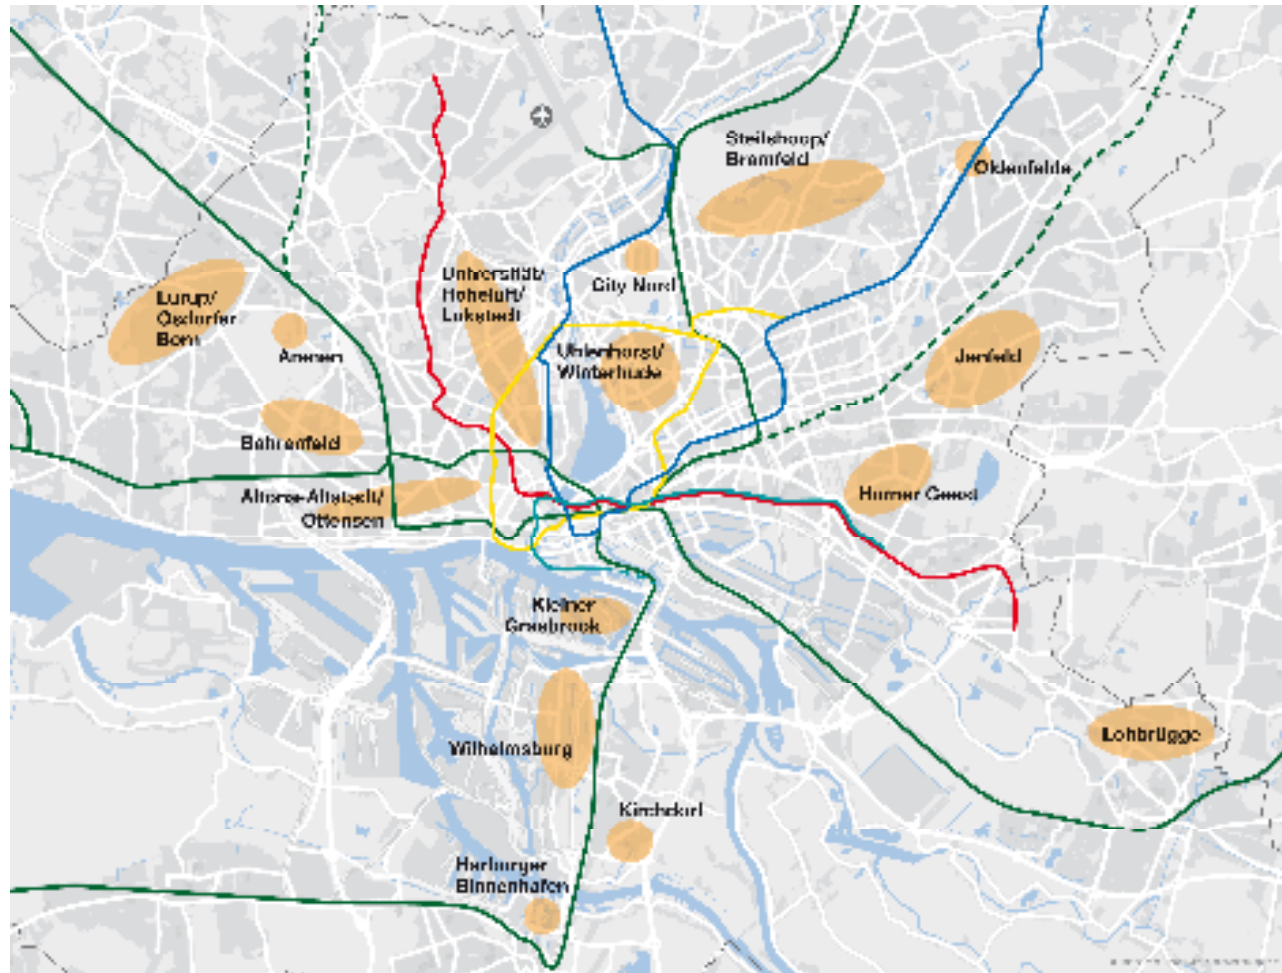 Steilshoop/
Bramfeld
Oldenfelde
Universität/
Hoheluft/
Lokstedt
City Nord
Lurup/
Osdorfer
Born
Arenen
Uhlenhorst/
Winterhude
Jenfeld
Bahrenfeld
Altona-Altstadt/
Ottensen
Horner Geest
Kleiner
Grasbrook
Wilhelmsburg
Lohbrügge
Kirchdorf
Harburger
Binnenhafen